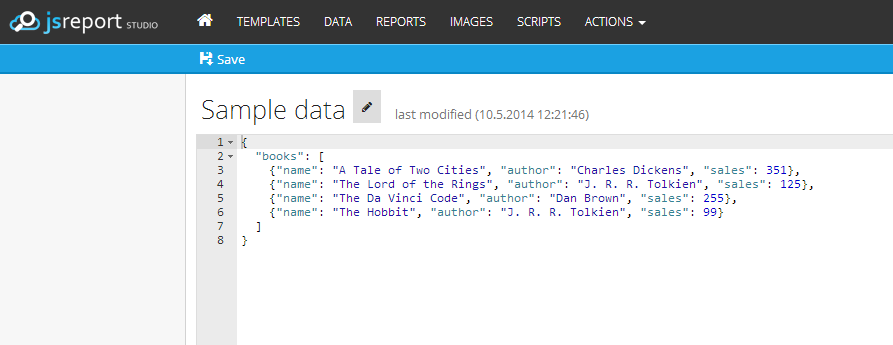 jsreport STUDIO TEMPLATES DATA REPORTS IMAGES SCRIPTS ACTIONS
Save
Sample data last modified (10.5.2014 12:21:46)
1 {
2   "books": [
3     {"name": "A Tale of Two Cities", "author": "Charles Dickens", "sales": 351},
4     {"name": "The Lord of the Rings", "author": "J. R. R. Tolkien", "sales": 125},
5     {"name": "The Da Vinci Code", "author": "Dan Brown", "sales": 255},
6     {"name": "The Hobbit", "author": "J. R. R. Tolkien", "sales": 99}
7   ]
8 }